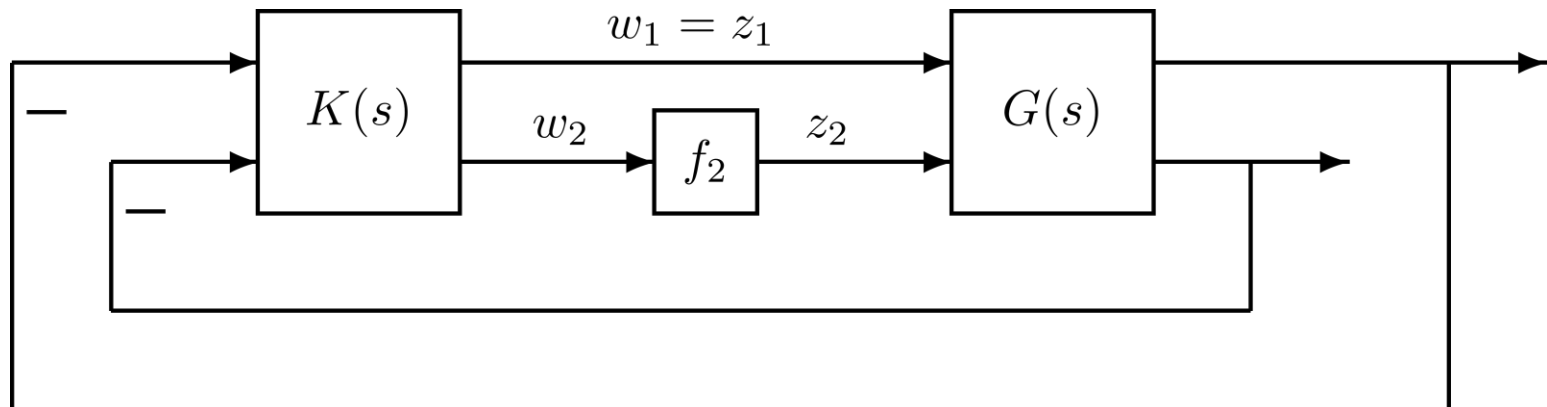 w₁ = z₁
K(s)
G(s)
w₂
z₂
f₂
−
−